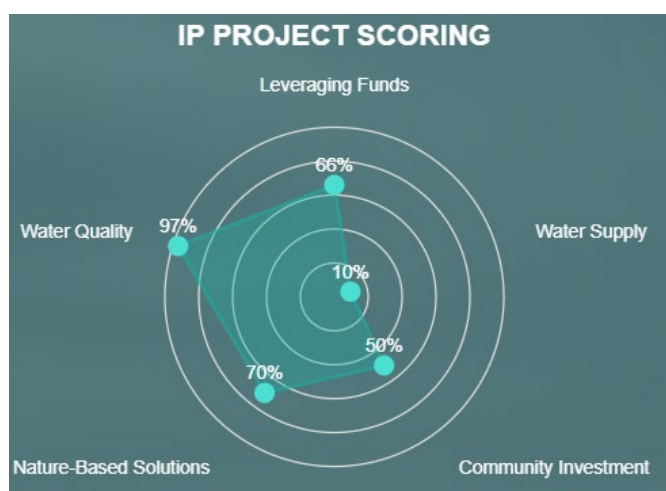 IP PROJECT SCORING
Leveraging Funds
66%
97%
Water Quality
Water Supply
10%
50%
70%
Nature-Based Solutions
Community Investment